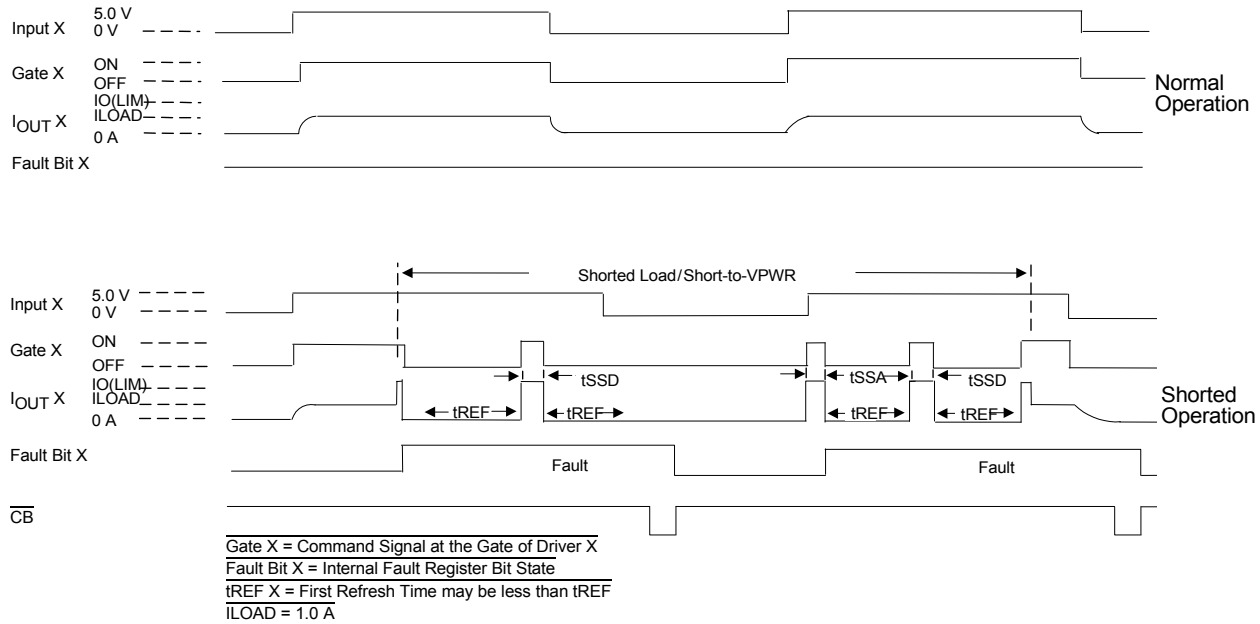 Input X 5.0 V
0 V
Gate X ON
OFF
IO(LIM)
IOUT X ILOAD
0 A
Fault Bit X
Normal
Operation
Shorted Load/Short-to-VPWR
Input X 5.0 V
0 V
Gate X ON
OFF
tSSD tSSA tSSD
IO(LIM)
IOUT X ILOAD
0 A
tREF tREF tREF tREF
Shorted
Operation
Fault Bit X Fault Fault
CB
Gate X = Command Signal at the Gate of Driver X
Fault Bit X = Internal Fault Register Bit State
tREF X = First Refresh Time may be less than tREF
ILOAD = 1.0 A